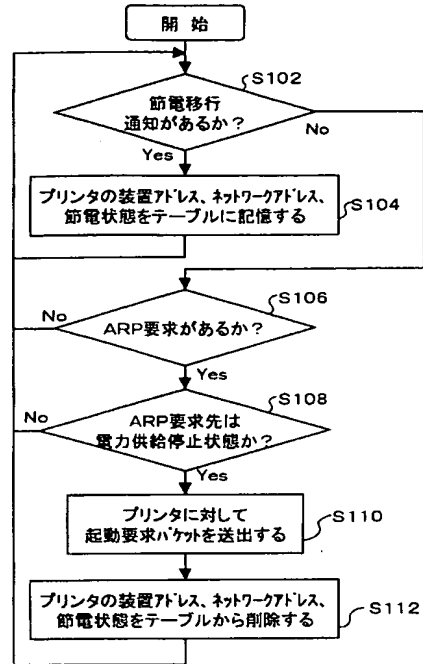 開 始
S102
節電移行
通知があるか？
No
Yes
プリンタの装置アドレス、ネットワークアドレス、
節電状態をテーブルに記憶する
S104
S106
No
ARP要求があるか？
Yes
S108
No
ARP要求先は
電力供給停止状態か？
Yes
プリンタに対して
起動要求パケットを送出する
S110
プリンタの装置アドレス、ネットワークアドレス、
節電状態をテーブルから削除する
S112